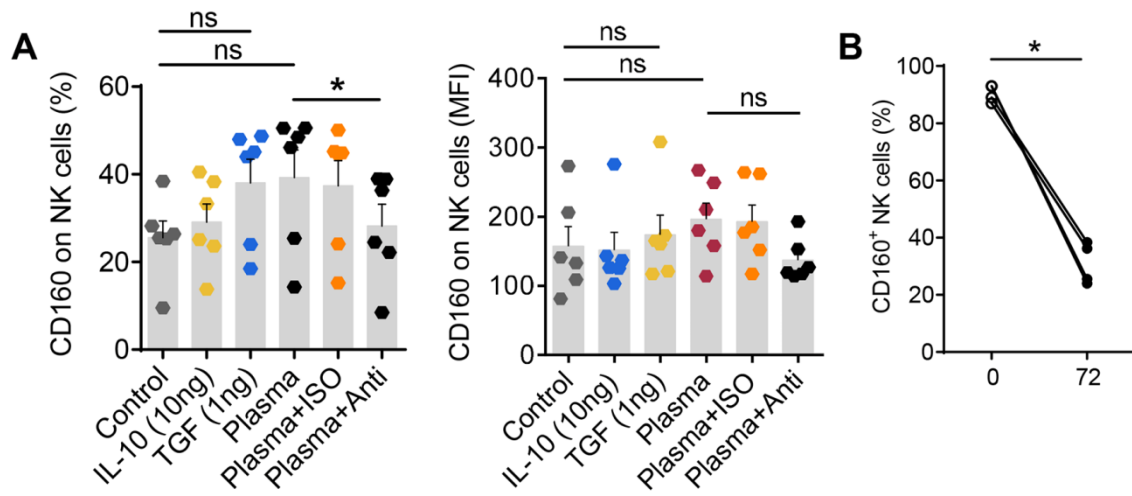 A
ns
ns
*
CD160 on NK cells (%)
60
40
20
0
Control
IL-10 (10ng)
TGF (1ng)
Plasma
Plasma+ISO
Plasma+Anti
ns
ns
ns
CD160 on NK cells (MFI)
400
300
200
100
0
Control
IL-10 (10ng)
TGF (1ng)
Plasma
Plasma+ISO
Plasma+Anti
B
*
CD160⁺ NK cells (%)
100
80
60
40
20
0
0
72